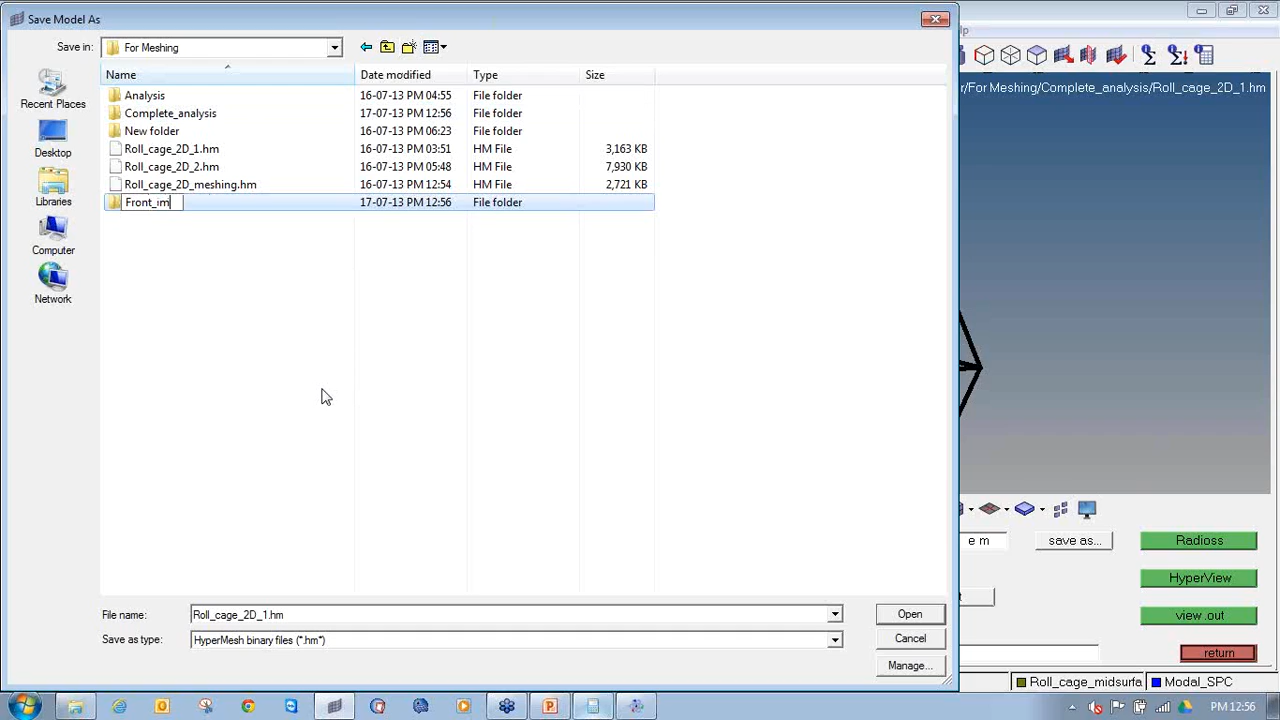 Save Model As
lp
Save in:
For Meshing
Name
Date modified
Type
Size
Recent Places
Desktop
Libraries
Computer
Network
Analysis
16-07-13 PM 04:55
File folder
Complete_analysis
17-07-13 PM 12:56
File folder
New folder
16-07-13 PM 06:23
File folder
Roll_cage_2D_1.hm
16-07-13 PM 03:51
HM File
3,163 KB
Roll_cage_2D_2.hm
16-07-13 PM 05:48
HM File
7,930 KB
Roll_cage_2D_meshing.hm
16-07-13 PM 12:54
HM File
2,721 KB
Front_im
17-07-13 PM 12:56
File folder
r/For Meshing/Complete_analysis/Roll_cage_2D_1.hm
File name:
Roll_cage_2D_1.hm
Open
Save as type:
HyperMesh binary files (*.hm*)
Cancel
Manage...
e m
save as...
Radioss
HyperView
t
view .out
return
Roll_cage_midsurfa
Modal_SPC
PM 12:56